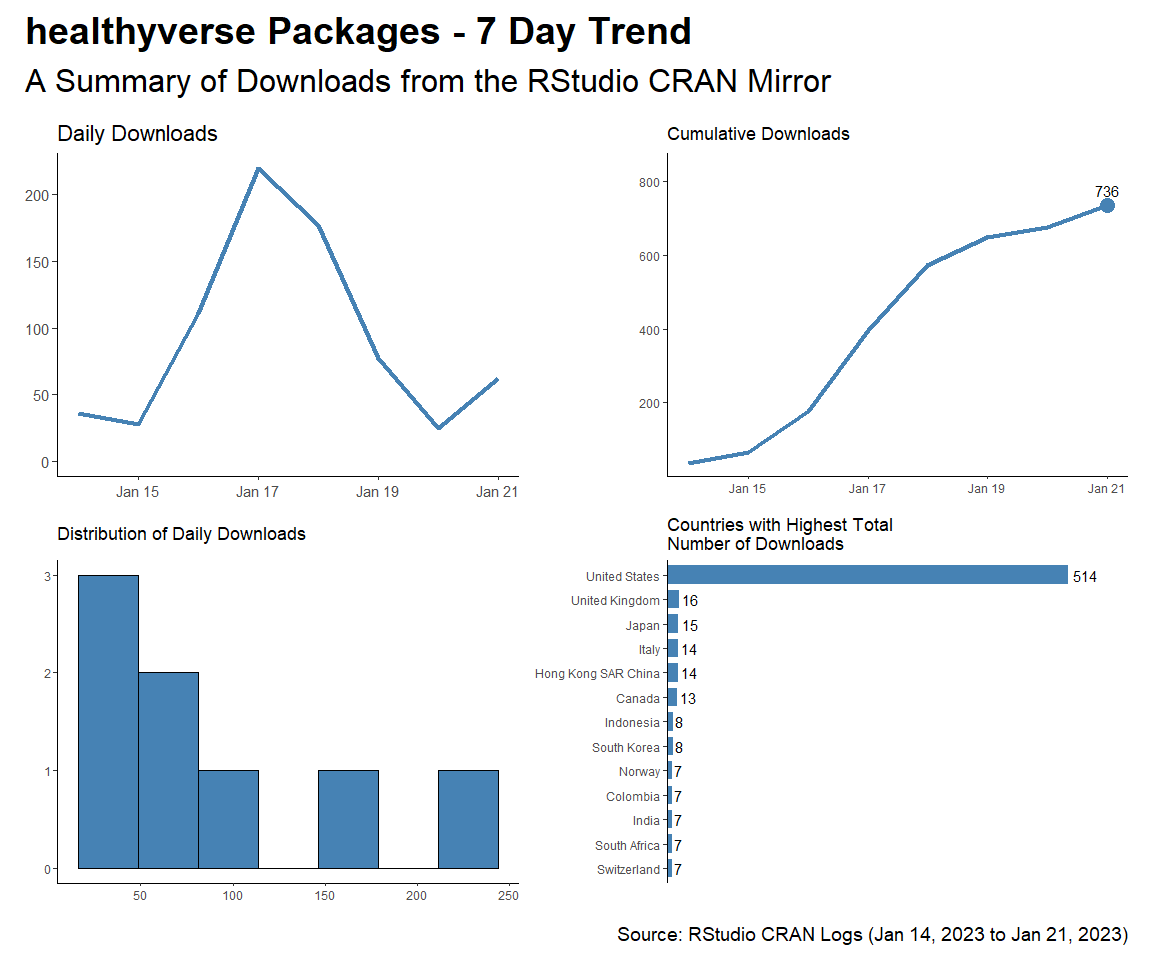 healthyverse Packages - 7 Day Trend
A Summary of Downloads from the RStudio CRAN Mirror
Daily Downloads
200
150
100
50
0
Jan 15
Jan 17
Jan 19
Jan 21
Cumulative Downloads
800
600
400
200
736
Jan 15
Jan 17
Jan 19
Jan 21
Distribution of Daily Downloads
3
2
1
0
50
100
150
200
250
Countries with Highest Total
Number of Downloads
United States 514
United Kingdom 16
Japan 15
Italy 14
Hong Kong SAR China 14
Canada 13
Indonesia 8
South Korea 8
Norway 7
Colombia 7
India 7
South Africa 7
Switzerland 7
Source: RStudio CRAN Logs (Jan 14, 2023 to Jan 21, 2023)